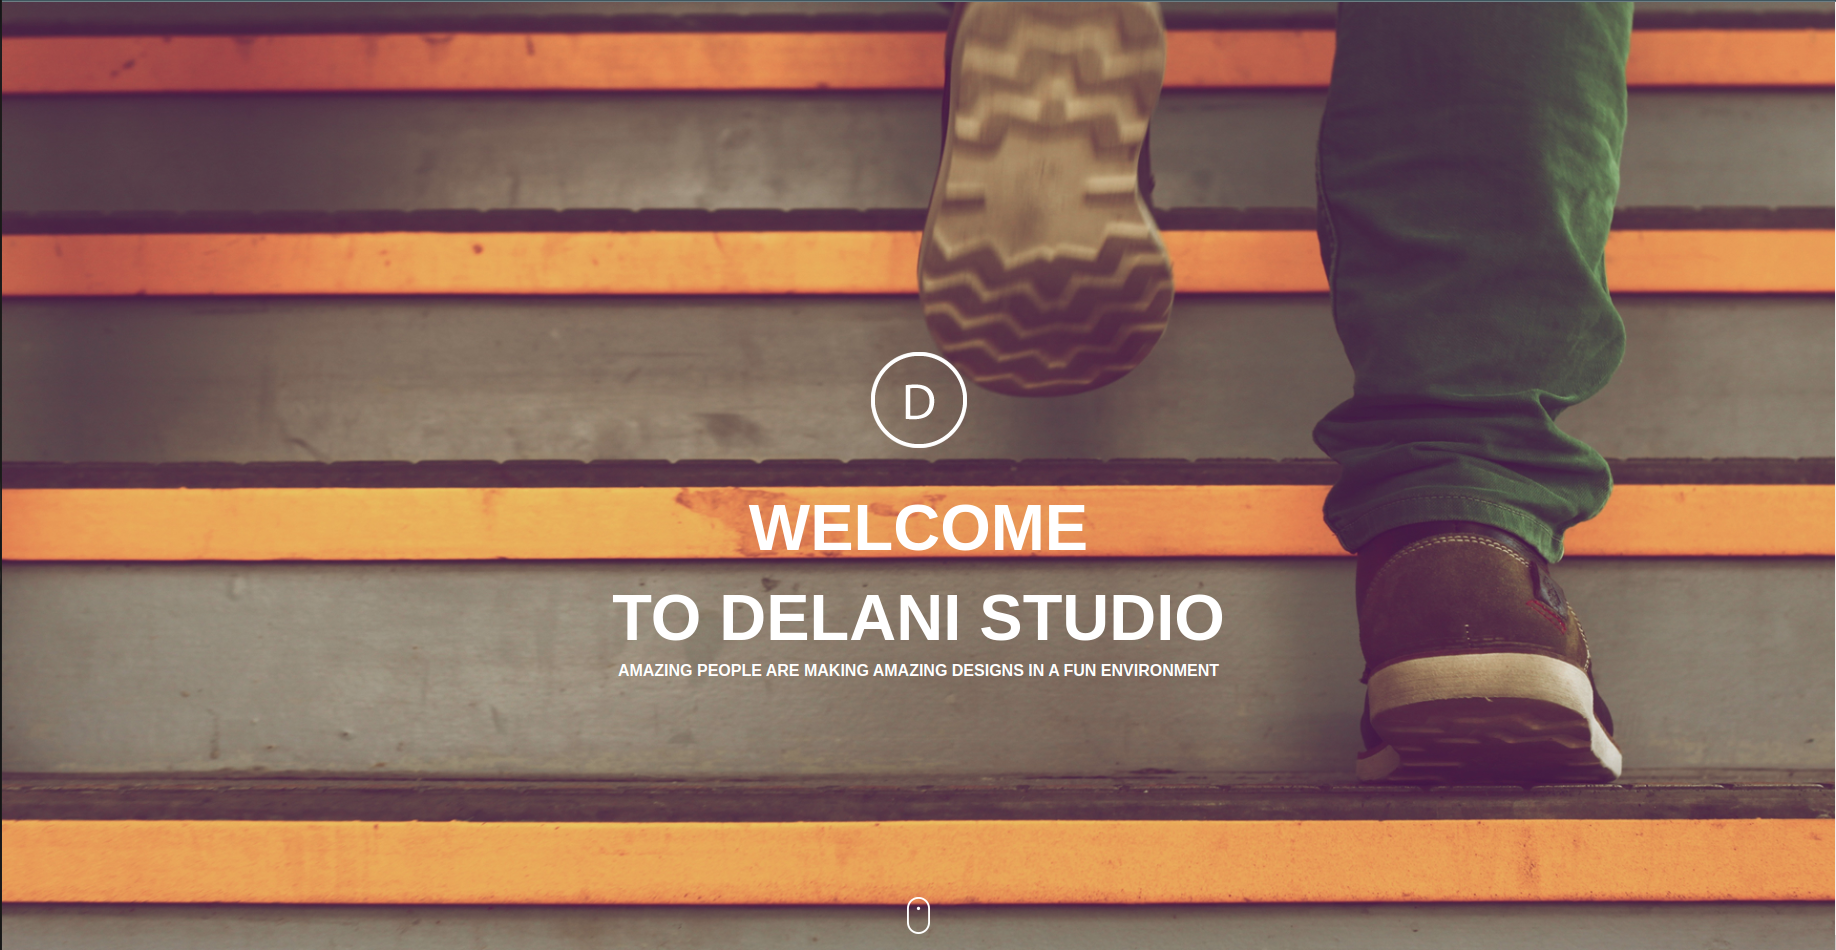 D
WELCOME
TO DELANI STUDIO
AMAZING PEOPLE ARE MAKING AMAZING DESIGNS IN A FUN ENVIRONMENT